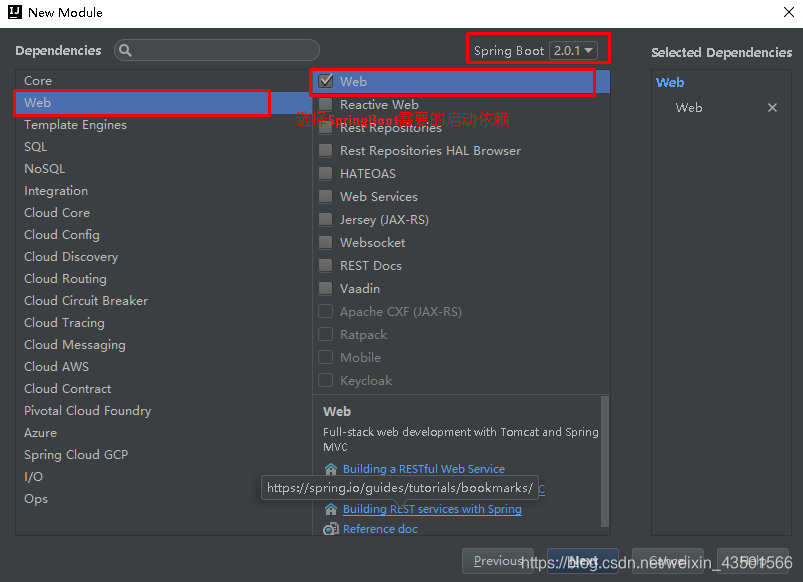 New Module
Dependencies
Spring Boot 2.0.1
Selected Dependencies
Core
Web
Template Engines
SQL
NoSQL
Integration
Cloud Core
Cloud Config
Cloud Discovery
Cloud Routing
Cloud Circuit Breaker
Cloud Tracing
Cloud Messaging
Cloud AWS
Cloud Contract
Pivotal Cloud Foundry
Azure
Spring Cloud GCP
I/O
Ops
Web
Reactive Web
选择SpringBoot需要的启动依赖
Rest Repositories
Rest Repositories HAL Browser
HATEOAS
Web Services
Jersey (JAX-RS)
Websocket
REST Docs
Vaadin
Apache CXF (JAX-RS)
Ratpack
Mobile
Keycloak
Web
Full-stack web development with Tomcat and Spring
MVC
Building a RESTful Web Service
https://spring.io/guides/tutorials/bookmarks/
Building REST services with Spring
Reference doc
Web
Web
Previous
Next
Cancel
Help
https://blog.csdn.net/weixin_43591566